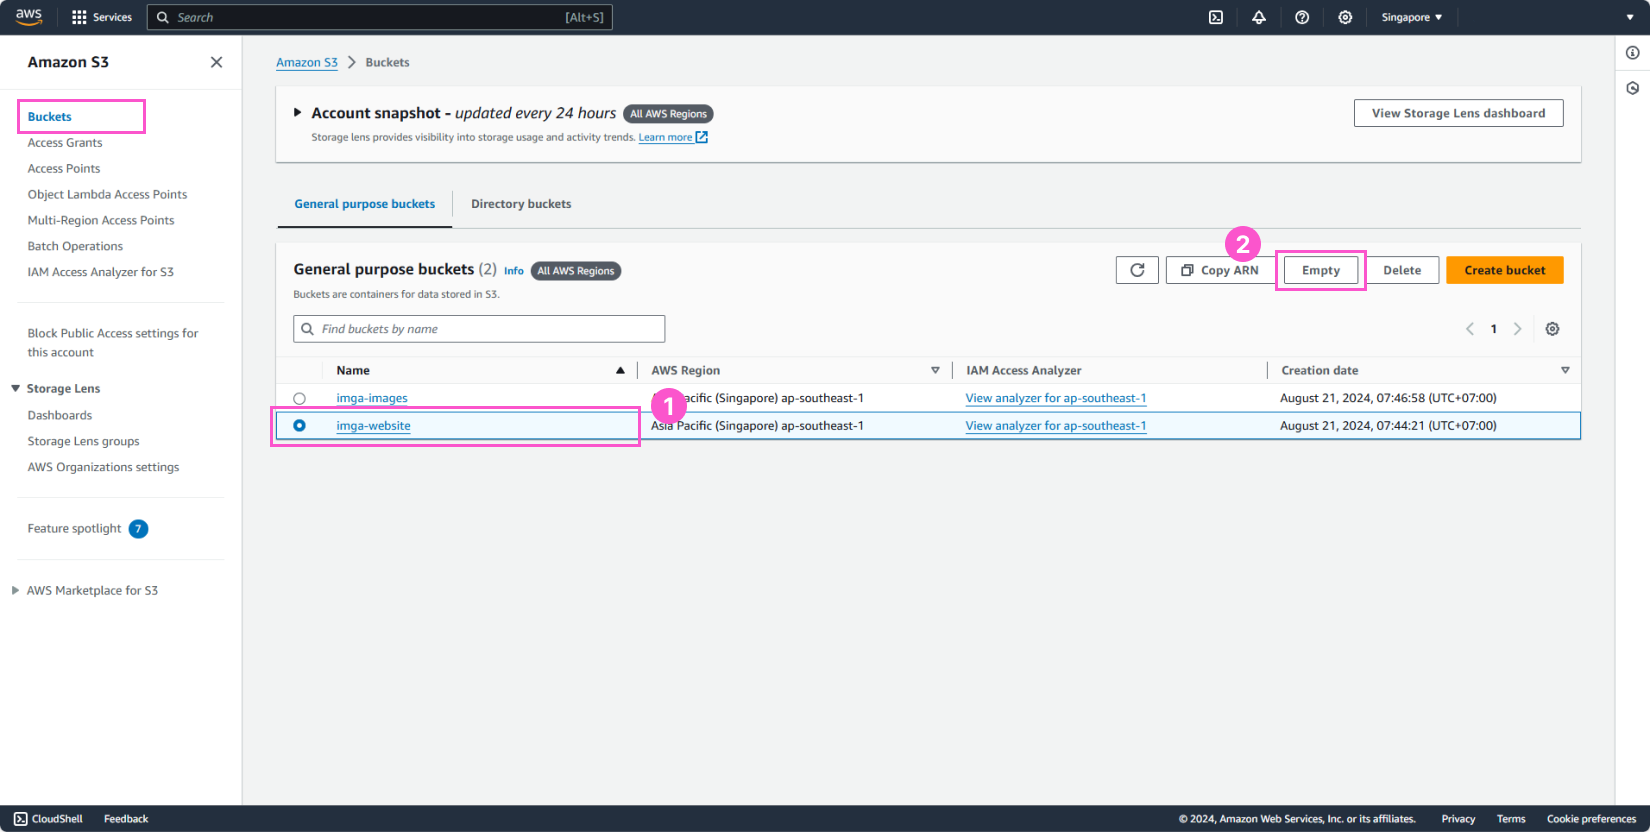 aws
Services
Search
[Alt+S]
Singapore
Amazon S3
Buckets
Access Grants
Access Points
Object Lambda Access Points
Multi-Region Access Points
Batch Operations
IAM Access Analyzer for S3
Block Public Access settings for
this account
Storage Lens
Dashboards
Storage Lens groups
AWS Organizations settings
Feature spotlight 7
AWS Marketplace for S3
Amazon S3 > Buckets
Account snapshot - updated every 24 hours All AWS Regions
View Storage Lens dashboard
Storage lens provides visibility into storage usage and activity trends. Learn more
General purpose buckets
Directory buckets
2
General purpose buckets (2) Info All AWS Regions
Copy ARN
Empty
Delete
Create bucket
Buckets are containers for data stored in S3.
Find buckets by name
1
Name
AWS Region
IAM Access Analyzer
Creation date
imga-images
Pacific (Singapore) ap-southeast-1
View analyzer for ap-southeast-1
August 21, 2024, 07:46:58 (UTC+07:00)
1
imga-website
Asia Pacific (Singapore) ap-southeast-1
View analyzer for ap-southeast-1
August 21, 2024, 07:44:21 (UTC+07:00)
CloudShell
Feedback
© 2024, Amazon Web Services, Inc. or its affiliates.
Privacy
Terms
Cookie preferences